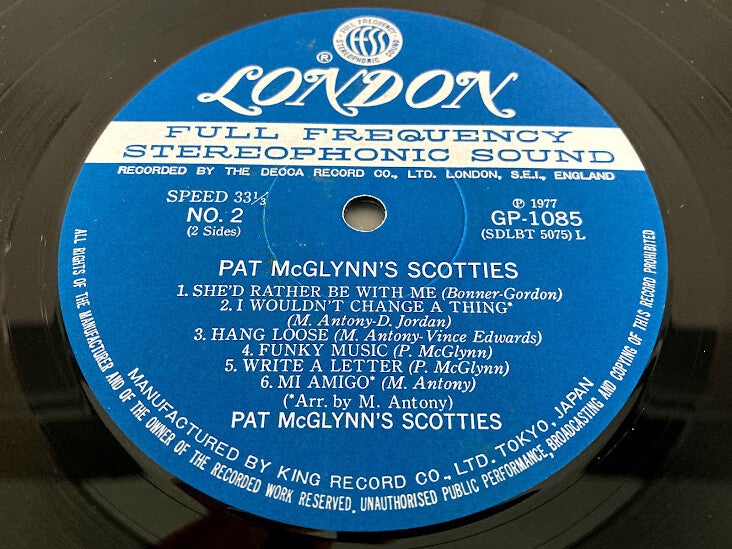 FULL FREQUENCY
ffss
STEREOPHONIC SOUND
® LONDON
FULL FREQUENCY
STEREOPHONIC SOUND
RECORDED BY THE DECCA RECORD CO., LTD. LONDON, S.E.I., ENGLAND
SPEED 33⅓
NO. 2
(2 Sides)
℗ 1977
GP-1085
(SDLBT 5075) L
PAT McGLYNN'S SCOTTIES
1. SHE'D RATHER BE WITH ME (Bonner-Gordon)
2. I WOULDN'T CHANGE A THING*
(M. Antony-D. Jordan)
3. HANG LOOSE (M. Antony-Vince Edwards)
4. FUNKY MUSIC (P. McGlynn)
5. WRITE A LETTER (P. McGlynn)
6. MI AMIGO* (M. Antony)
(*Arr. by M. Antony)
PAT McGLYNN'S SCOTTIES
MANUFACTURED BY KING RECORD CO., LTD. TOKYO, JAPAN
ALL RIGHTS OF THE MANUFACTURER AND OF THE OWNER OF THE RECORDED WORK RESERVED. UNAUTHORISED PUBLIC PERFORMANCE, BROADCASTING AND COPYING OF THIS RECORD PROHIBITED